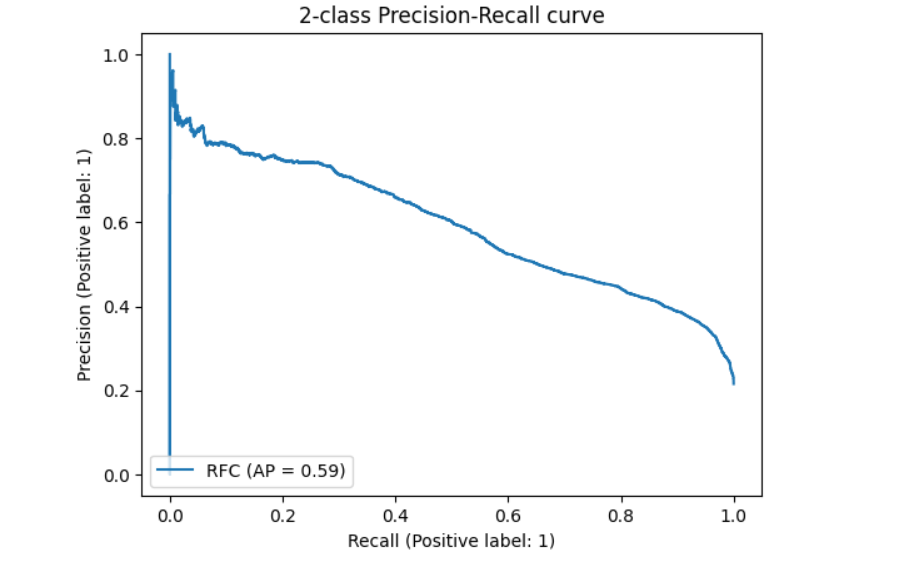 2-class Precision-Recall curve
Precision (Positive label: 1)
1.0
0.8
0.6
0.4
0.2
0.0
RFC (AP = 0.59)
0.0 0.2 0.4 0.6 0.8 1.0
Recall (Positive label: 1)